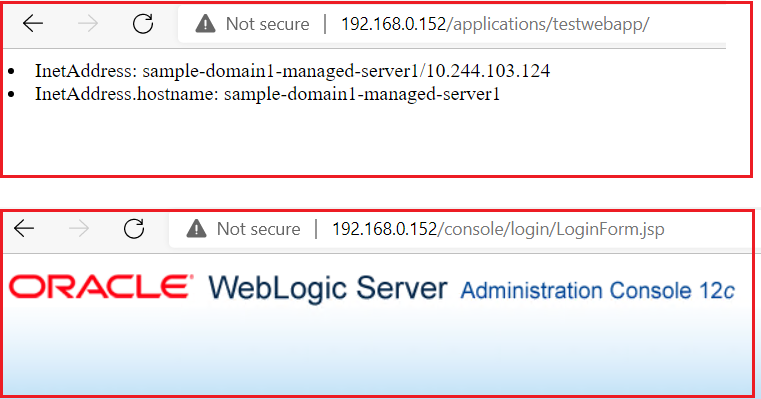 Not secure | 192.168.0.152/applications/testwebapp/
• InetAddress: sample-domain1-managed-server1/10.244.103.124
• InetAddress.hostname: sample-domain1-managed-server1
Not secure | 192.168.0.152/console/login/LoginForm.jsp
ORACLE® WebLogic Server Administration Console 12c